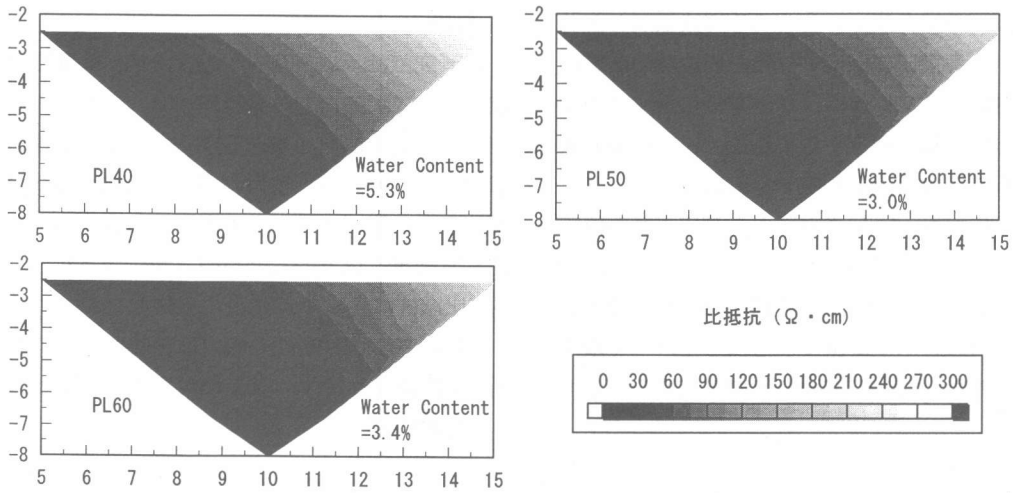 -2
-3
-4
-5
-6
-7
-8
PL40
Water Content
=5.3%
5 6 7 8 9 10 11 12 13 14 15
-2
-3
-4
-5
-6
-7
-8
PL50
Water Content
=3.0%
5 6 7 8 9 10 11 12 13 14 15
-2
-3
-4
-5
-6
-7
-8
PL60
Water Content
=3.4%
5 6 7 8 9 10 11 12 13 14 15
比抵抗 (Ω・cm)
0 30 60 90 120 150 180 210 240 270 300